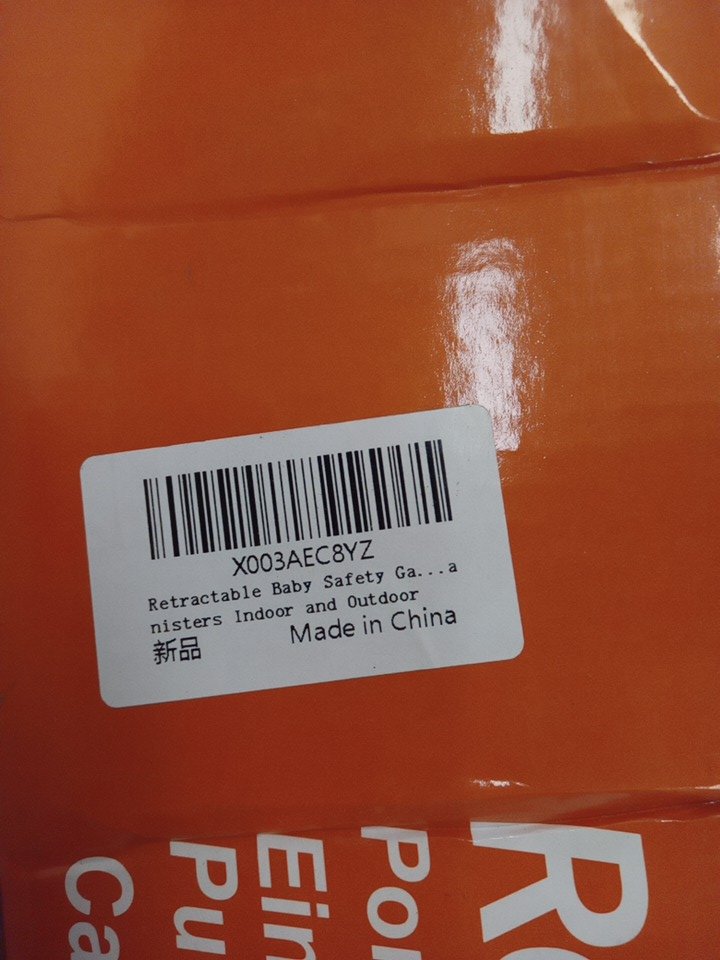 X003AEC8YZ
Retractable Baby Safety Ga...a
nisters Indoor and Outdoor
新品
Made in China